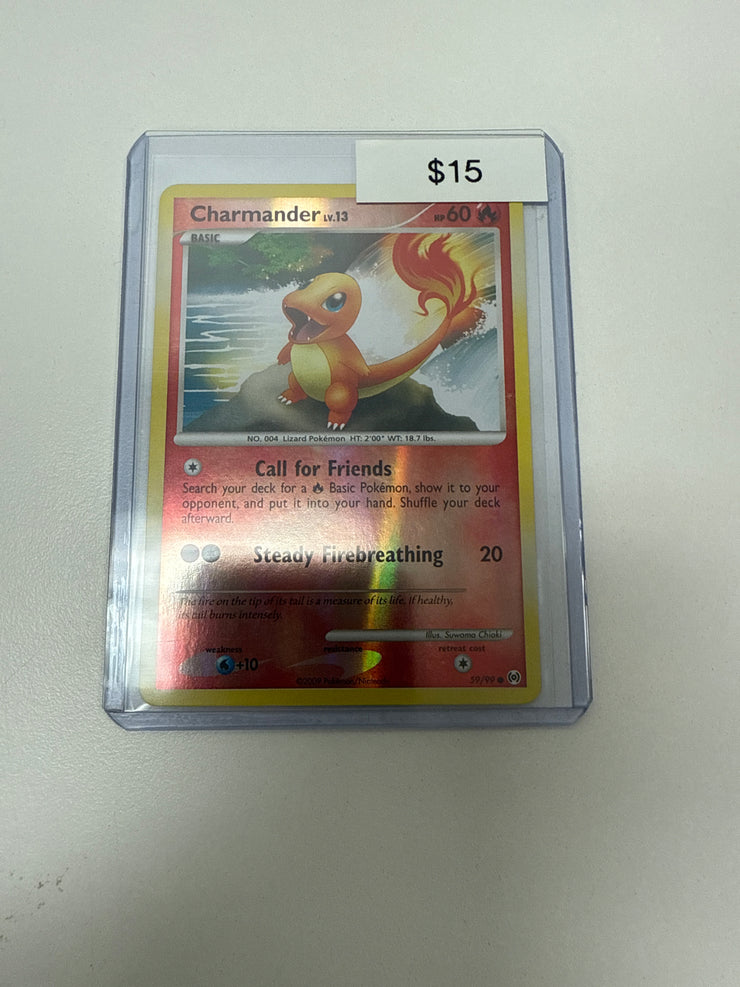 $15
Charmander LV.13 HP 60
BASIC
NO. 004 Lizard Pokémon HT: 2'00" WT: 18.7 lbs.
Call for Friends
Search your deck for a Basic Pokémon, show it to your
opponent, and put it into your hand. Shuffle your deck
afterward.
Steady Firebreathing 20
The fire on the tip of its tail is a measure of its life. If healthy,
its tail burns intensely.
Illus. Suwama Chiaki
weakness resistance retreat cost
+10
©2009 Pokémon/Nintendo 59/99